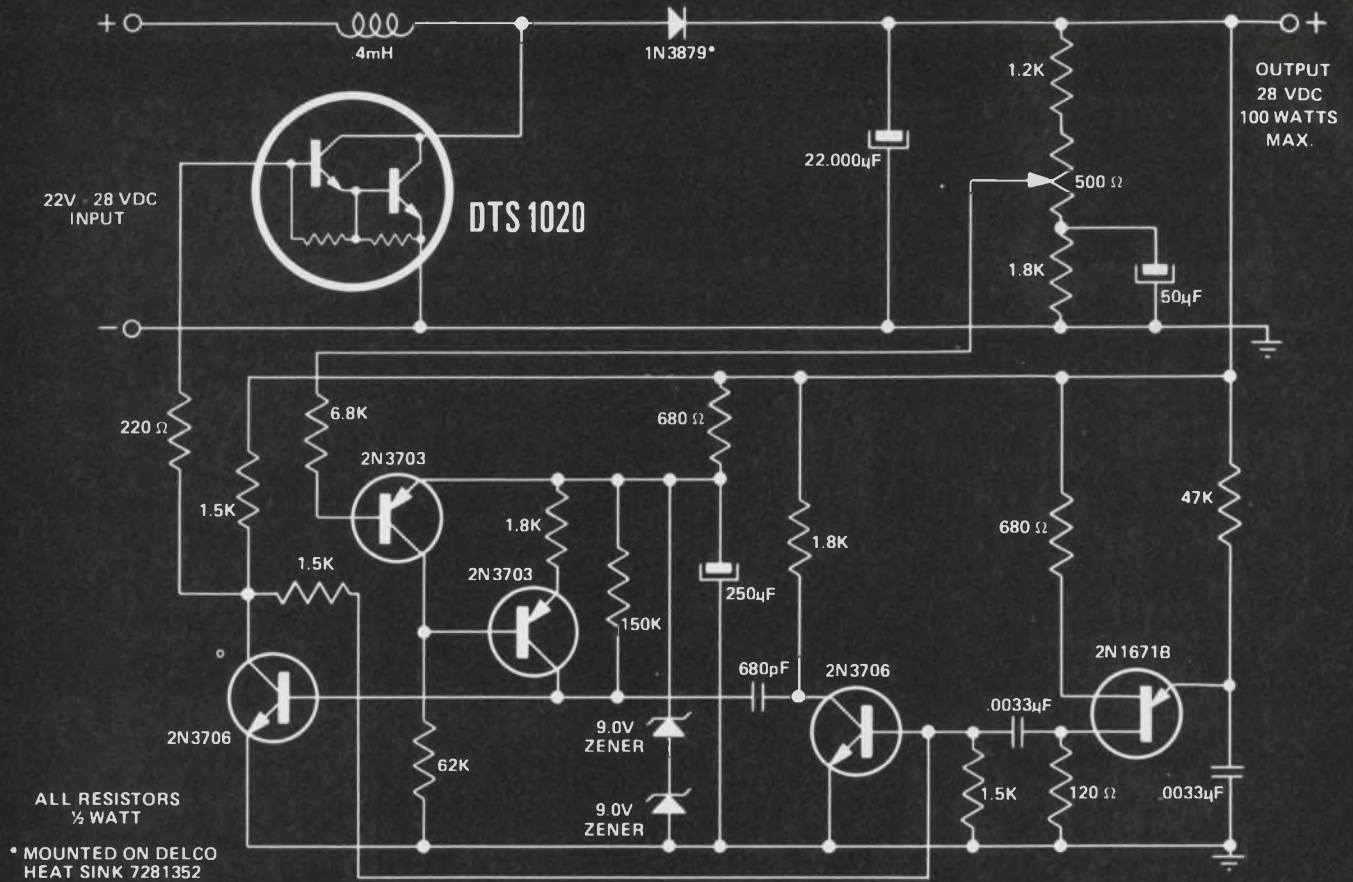 +
.4mH
1N3879*
+
1.2K
OUTPUT
28 VDC
100 WATTS
MAX.
22.000µF
500 Ω
22V - 28 VDC
INPUT
DTS 1020
1.8K
50µF
−
220 Ω
6.8K
680 Ω
2N3703
1.5K
1.8K
1.8K
680 Ω
47K
1.5K
2N3703
250µF
150K
2N1671B
680pF
2N3706
.0033µF
2N3706
9.0V
ZENER
62K
1.5K
120 Ω
.0033µF
9.0V
ZENER
ALL RESISTORS
½ WATT
* MOUNTED ON DELCO
HEAT SINK 7281352